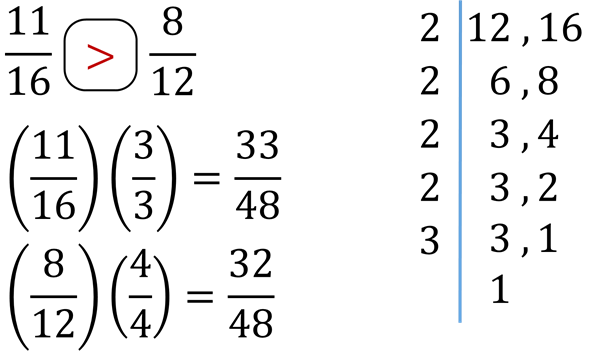 11/16 > 8/12
(11/16)(3/3) = 33/48
(8/12)(4/4) = 32/48
2 | 12 , 16
2 | 6 , 8
2 | 3 , 4
2 | 3 , 2
3 | 3 , 1
| 1